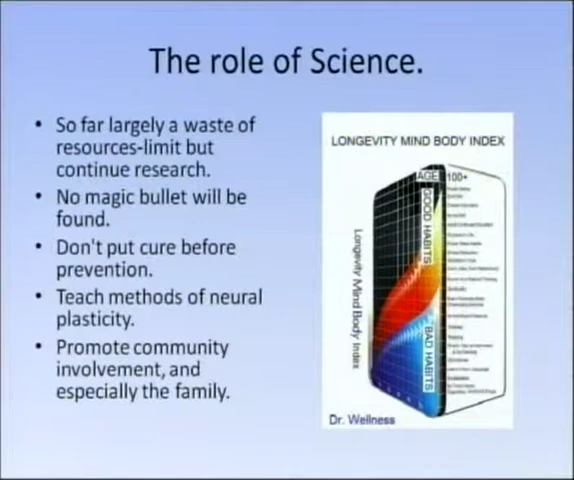 The role of Science.
• So far largely a waste of
resources-limit but
continue research.
• No magic bullet will be
found.
• Don't put cure before
prevention.
• Teach methods of neural
plasticity.
• Promote community
involvement, and
especially the family.
LONGEVITY MIND BODY INDEX
AGE 100+
GOOD HABITS
BAD HABITS
Longevity Mind Body Index
Dr. Wellness